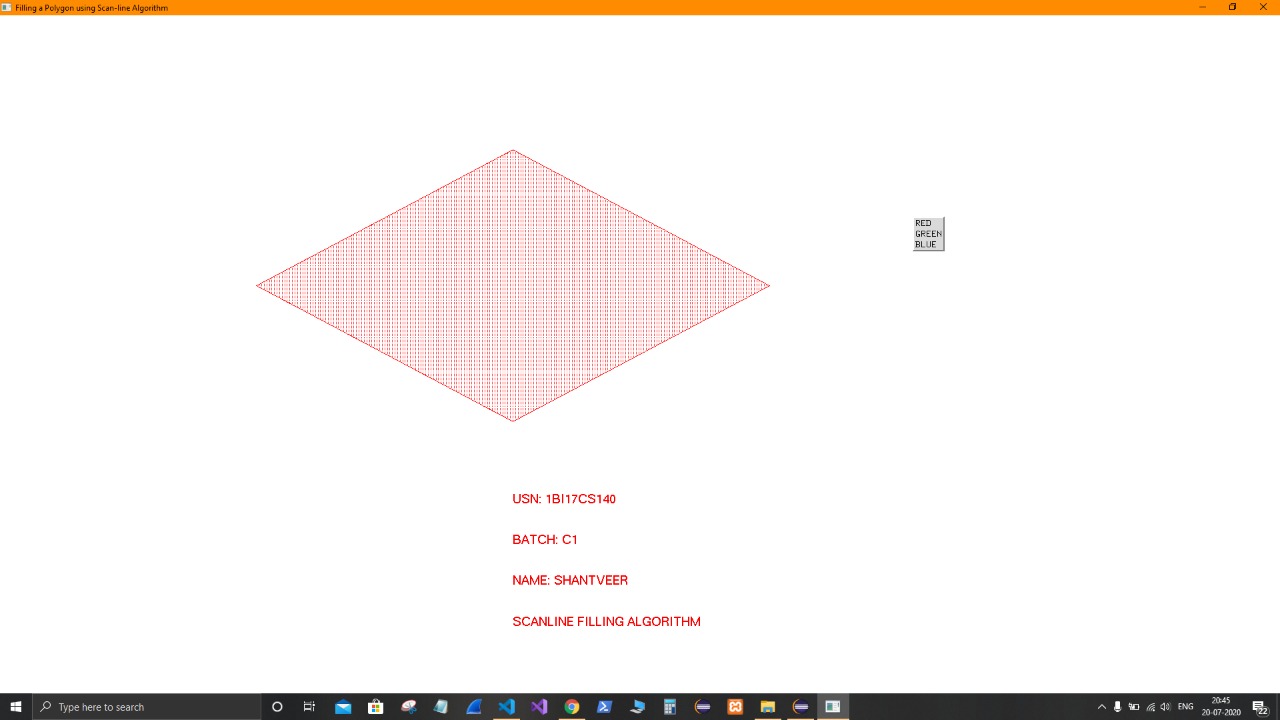 Filling a Polygon using Scan-line Algorithm
RED
GREEN
BLUE
USN: 1BI17CS140
BATCH: C1
NAME: SHANTVEER
SCANLINE FILLING ALGORITHM
Type here to search
ENG
20:45
20-07-2020
22